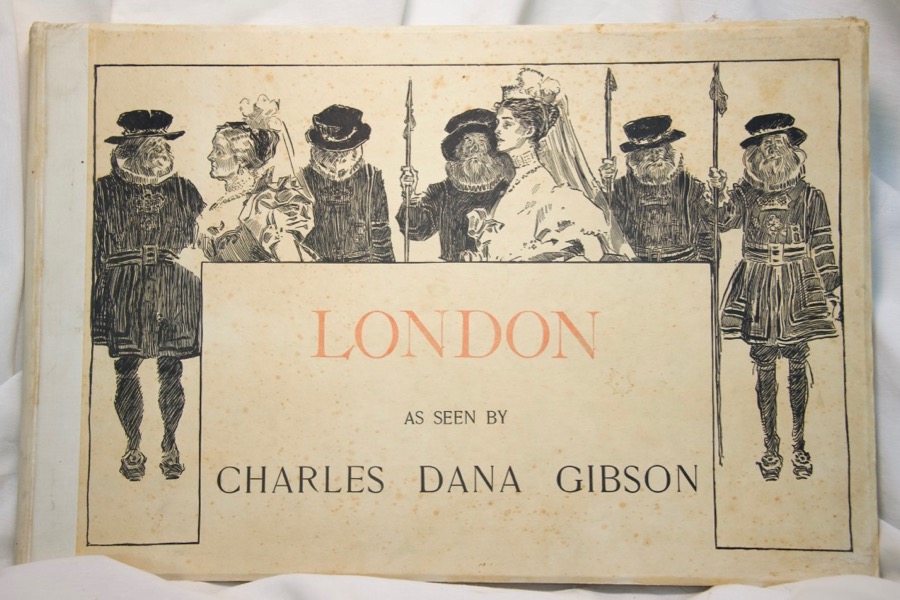 LONDON
AS SEEN BY
CHARLES DANA GIBSON